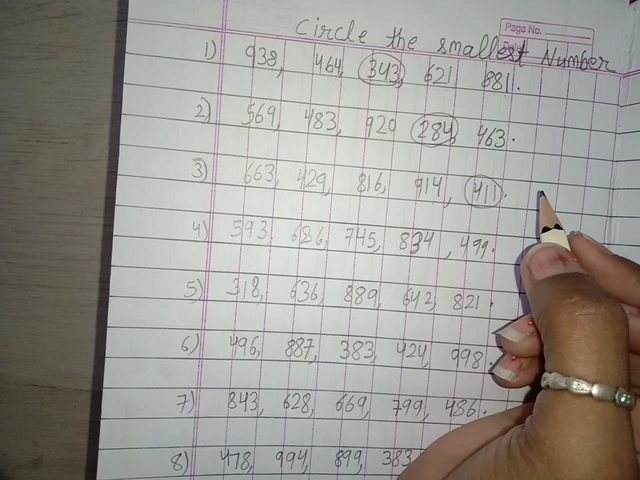 Page No.
Circle the smallest Number
1) 938, 464, 343, 621 881.
2) 569, 483, 929 284, 463.
3) 663, 429, 816, 914, 411.
4) 593, 686, 745, 834, 499.
5) 318, 636, 889, 642, 821.
6) 496, 887, 383, 424, 998.
7) 843, 628, 669, 799, 486.
8) 478, 994, 899, 383